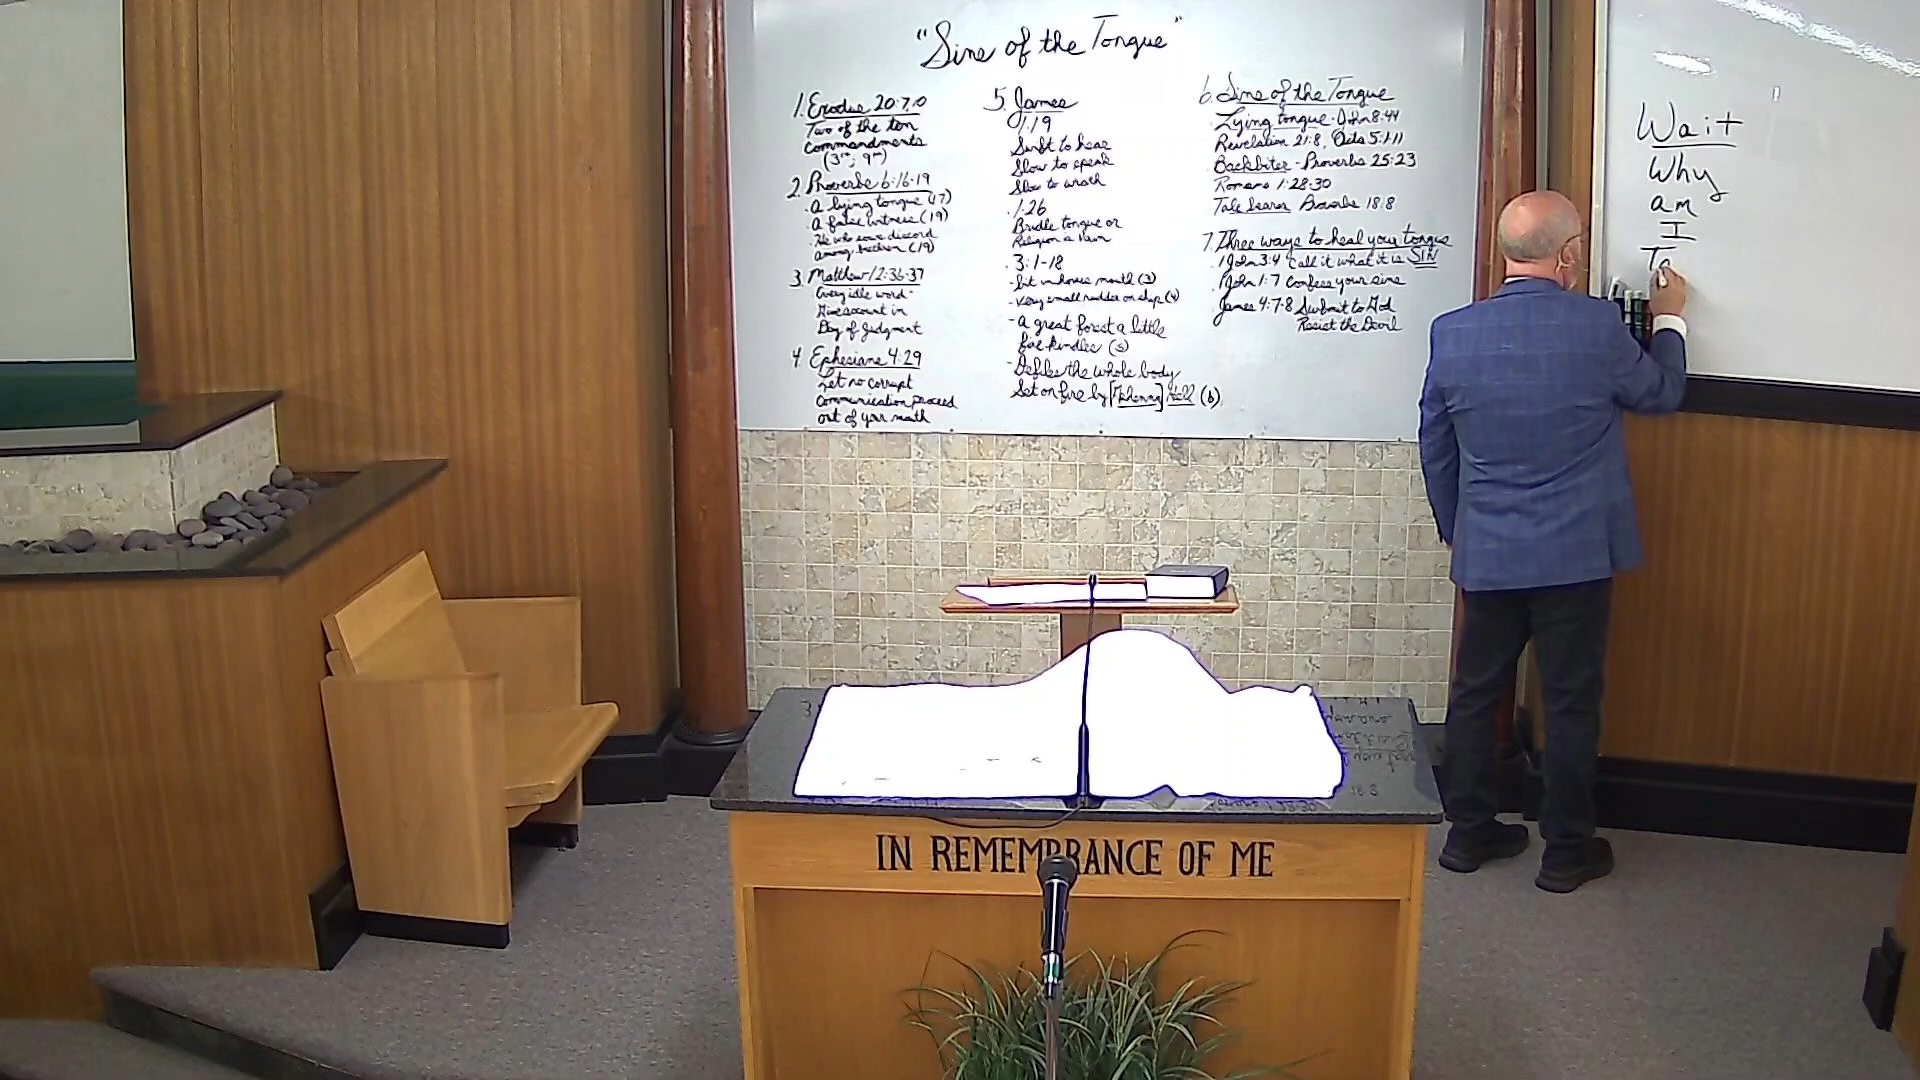 "Sins of the Tongue"
1. Exodus 20:7,
Two of the ten
commandments
(3rd; 9th)
2. Proverbs 6:16-19
. A lying tongue (17)
. A false witness (19)
. He who sows discord
among brethren (19)
3. Matthew 12:36-37
Every idle word-
Give account in
Day of Judgment
4. Ephesians 4:29
Let no corrupt
communication proceed
out of your mouth
5. James
1:19
Swift to hear
Slow to speak
Slow to wrath
. 1:26
Bridle tongue or
Religion is vain
. 3:1-18
- bit in horses mouth (3)
- very small rudder on ship (4)
- a great forest a little
fire kindles (5)
- Defiles the whole body
Set on fire by [Gehenna] Hell (6)
6. Sins of the Tongue
. Lying tongue - John 8:44
Revelation 21:8, Acts 5:1-11
. Backbiter - Proverbs 25:23
Romans 1:28-30
. Tale bearer Proverbs 18:8
7. Three ways to heal your tongue
. 1 John 3:4 Call it what it is SIN
. 1 John 1:7 Confess your sins
. James 4:7-8 Submit to God
Resist the Devil
Wait
Why
am
I
Ta
IN REMEMBRANCE OF ME